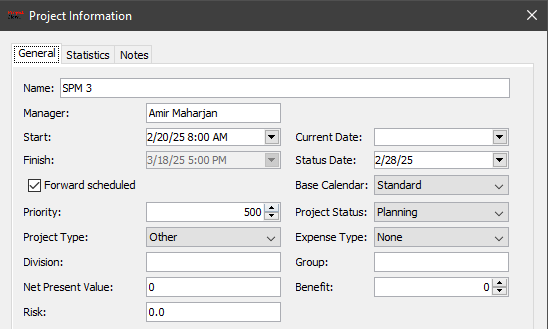 Project Information
General Statistics Notes
Name: SPM 3
Manager: Amir Maharjan
Start: 2/20/25 8:00 AM Current Date:
Finish: 3/18/25 5:00 PM Status Date: 2/28/25
Forward scheduled Base Calendar: Standard
Priority: 500 Project Status: Planning
Project Type: Other Expense Type: None
Division: Group:
Net Present Value: 0 Benefit: 0
Risk: 0.0